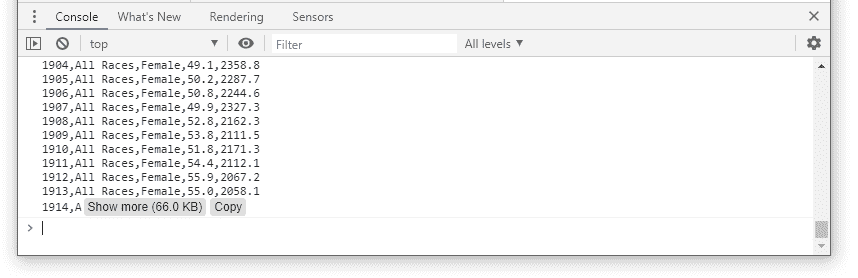 Console What's New Rendering Sensors
top Filter All levels
1904,All Races,Female,49.1,2358.8
1905,All Races,Female,50.2,2287.7
1906,All Races,Female,50.8,2244.6
1907,All Races,Female,49.9,2327.3
1908,All Races,Female,52.8,2162.3
1909,All Races,Female,53.8,2111.5
1910,All Races,Female,51.8,2171.3
1911,All Races,Female,54.4,2112.1
1912,All Races,Female,55.9,2067.2
1913,All Races,Female,55.0,2058.1
1914,A Show more (66.0 KB) Copy
>